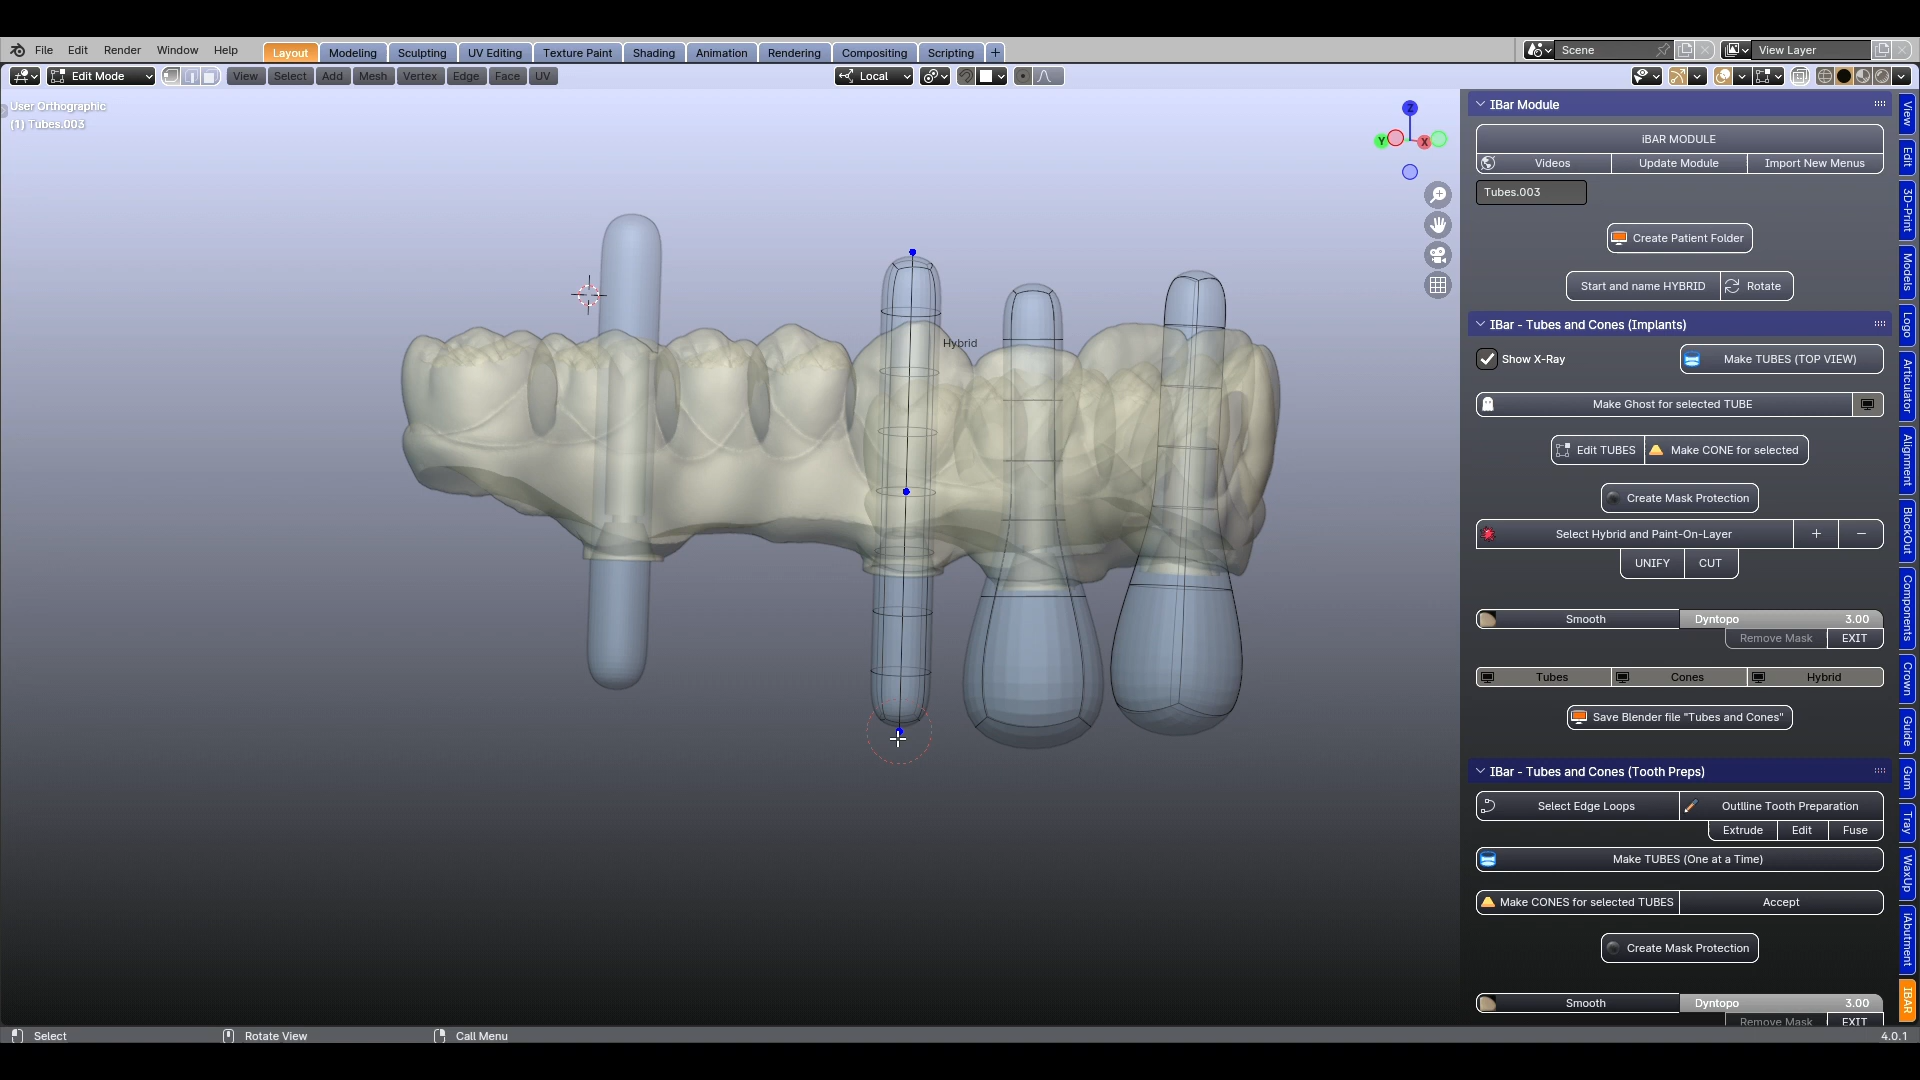 File Edit Render Window Help Layout Modeling Sculpting UV Editing Texture Paint Shading Animation Rendering Compositing Scripting + Scene View Layer
Edit Mode View Select Add Mesh Vertex Edge Face UV Local
User Orthographic
(1) Tubes.003
Z
Y X
Hybrid
IBar Module
iBAR MODULE
Videos Update Module Import New Menus
Tubes.003
Create Patient Folder
Start and name HYBRID Rotate
IBar - Tubes and Cones (Implants)
Show X-Ray Make TUBES (TOP VIEW)
Make Ghost for selected TUBE
Edit TUBES Make CONE for selected
Create Mask Protection
Select Hybrid and Paint-On-Layer + −
UNIFY CUT
Smooth Dyntopo 3.00
Remove Mask EXIT
Tubes Cones Hybrid
Save Blender file "Tubes and Cones"
IBar - Tubes and Cones (Tooth Preps)
Select Edge Loops Outlline Tooth Preparation
Extrude Edit Fuse
Make TUBES (One at a Time)
Make CONES for selected TUBES Accept
Create Mask Protection
Smooth Dyntopo 3.00
Remove Mask EXIT
View
Edit
3D-Print
Models
Logo
Articulator
Alignment
BlockOut
Components
Crown
Guide
Gum
Tray
WaxUp
iAbutment
IBAR
Select Rotate View Call Menu 4.0.1